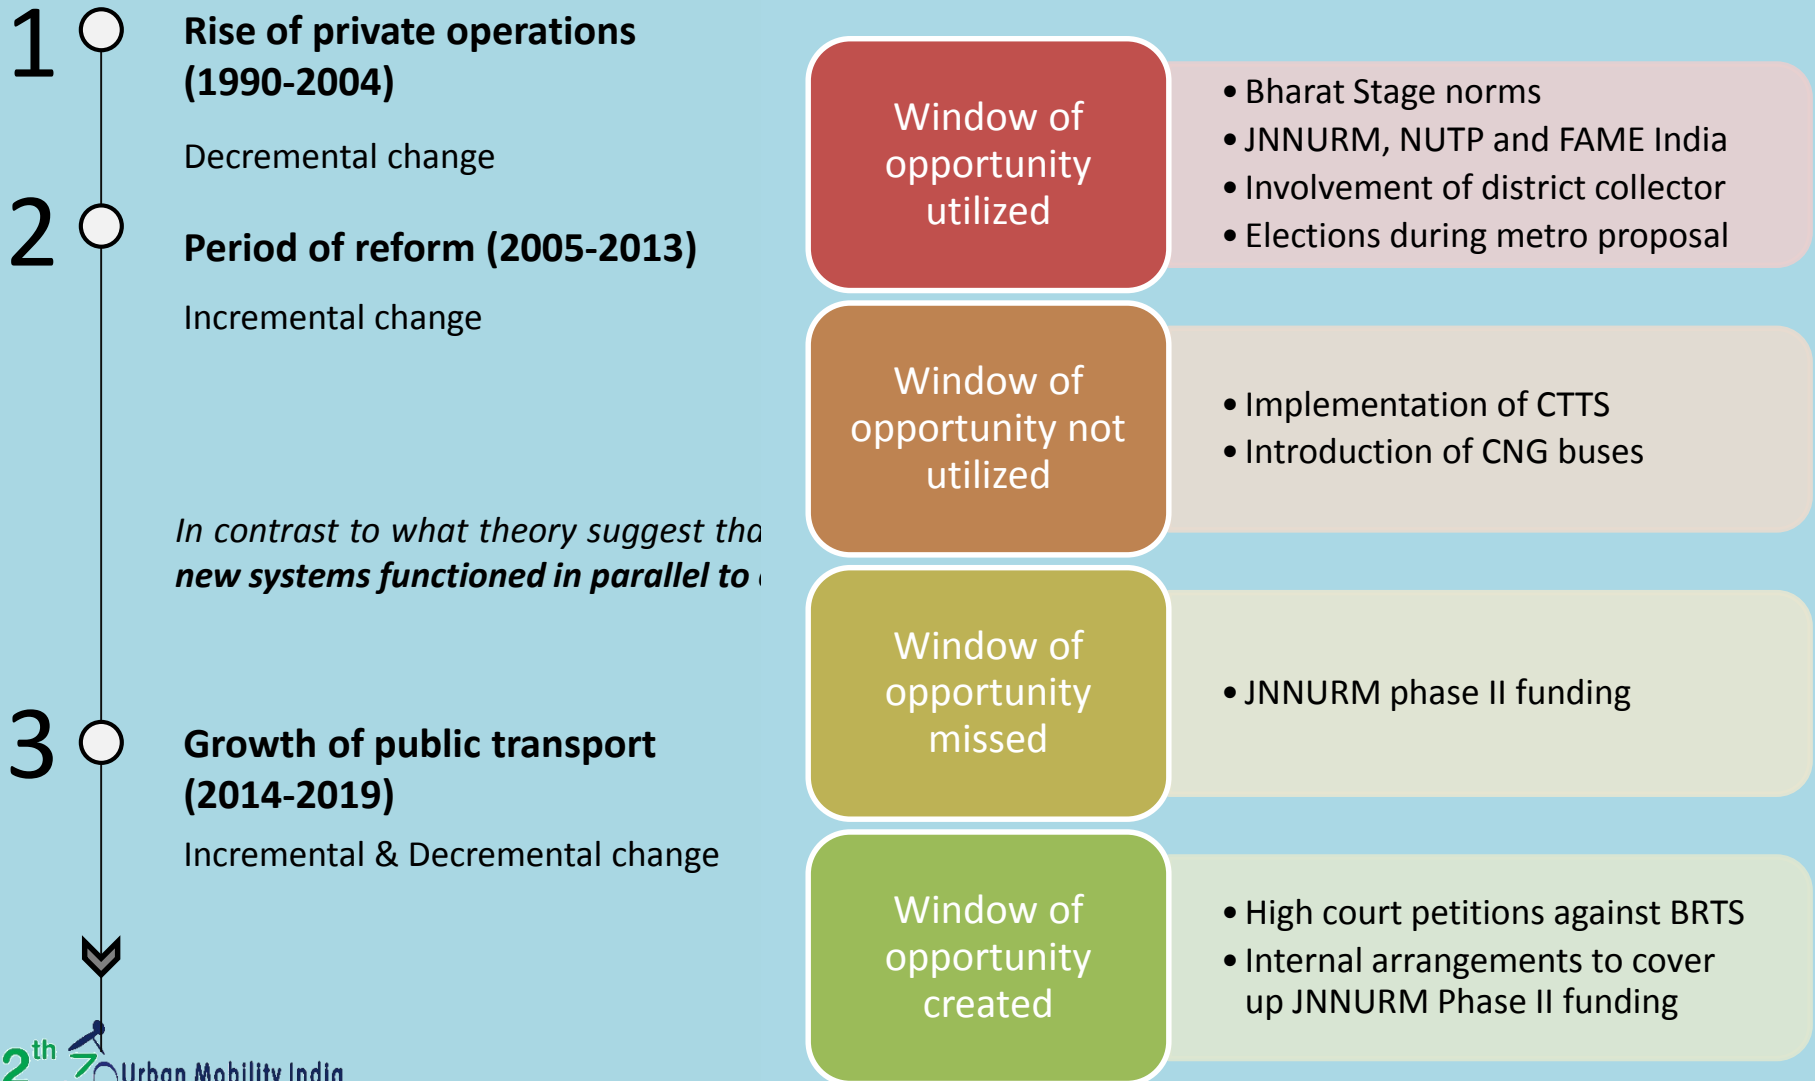 1
Rise of private operations
(1990-2004)
Decremental change
2
Period of reform (2005-2013)
Incremental change
In contrast to what theory suggest
new systems functioned in parallel to
3
Growth of public transport
(2014-2019)
Incremental & Decremental change
2th
Urban Mobility India
Window of
opportunity
utilized
• Bharat Stage norms
• JNNURM, NUTP and FAME India
• Involvement of district collector
• Elections during metro proposal
Window of
opportunity not
utilized
• Implementation of CTTS
• Introduction of CNG buses
Window of
opportunity
missed
• JNNURM phase II funding
Window of
opportunity
created
• High court petitions against BRTS
• Internal arrangements to cover
up JNNURM Phase II funding